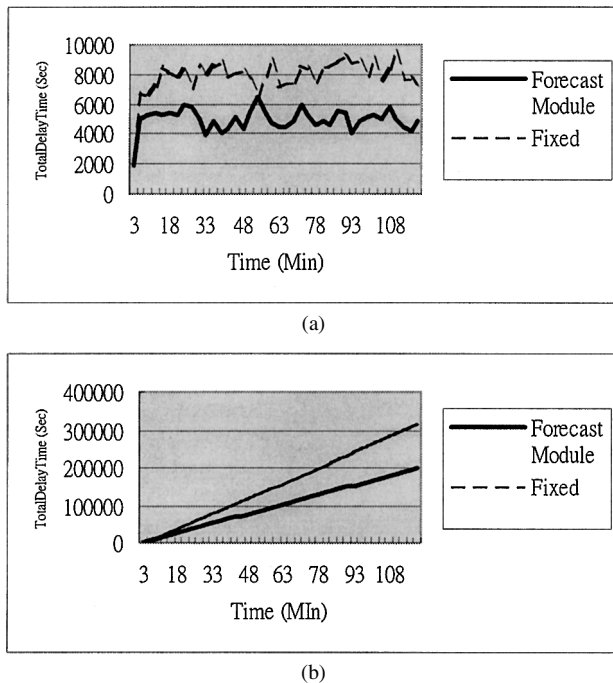 10000
8000
6000
4000
2000
0
TotalDelayTime (Sec)
3 18 33 48 63 78 93 108
Time (Min)
Forecast
Module
Fixed
(a)
400000
300000
200000
100000
0
TotalDelayTime (Sec)
3 18 33 48 63 78 93 108
Time (MIn)
Forecast
Module
Fixed
(b)